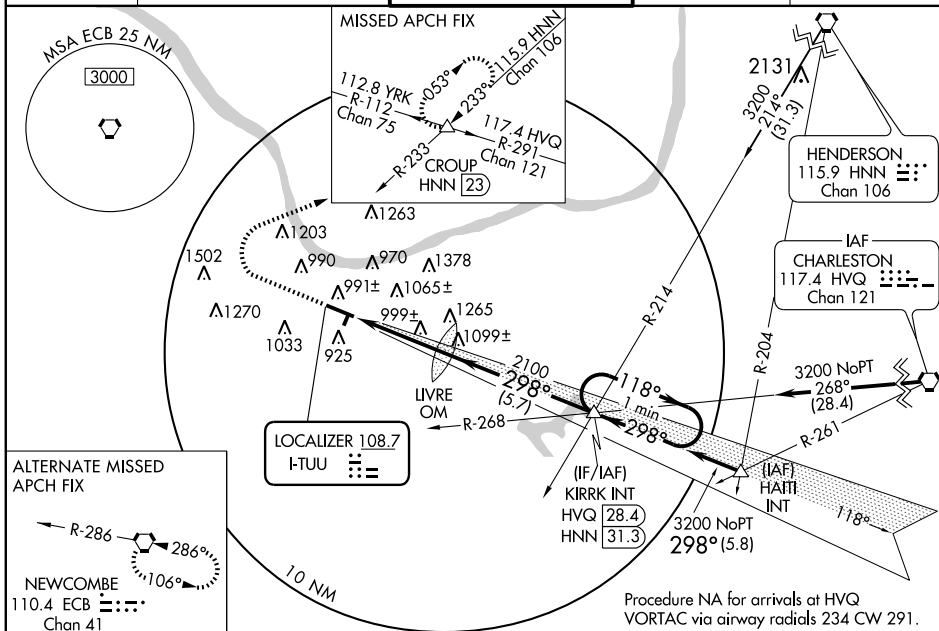 MSA ECB 25 NM
3000
MISSED APCH FIX
115.9 HNN
Chan 106
053°
233°
112.8 YRK
R-112
Chan 75
117.4 HVQ
R-291
Chan 121
R-233
CROUP
HNN 23
2131
3200
214°
(31.3)
HENDERSON
115.9 HNN
Chan 106
IAF
CHARLESTON
117.4 HVQ
Chan 121
1263
1203
1502
990
970
1378
991±
1065±
1270
999±
1265
1033
925
1099±
R-214
R-204
2100
298°
(5.7)
118°
1 min
298°
3200 NoPT
268°
(28.4)
LIVRE
OM
R-268
R-261
LOCALIZER 108.7
I-TUU
(IF/IAF)
KIRRK INT
HVQ 28.4
HNN 31.3
(IAF)
HAITI
INT
118°
3200 NoPT
298° (5.8)
ALTERNATE MISSED
APCH FIX
R-286
286°
106°
NEWCOMBE
110.4 ECB
Chan 41
10 NM
Procedure NA for arrivals at HVQ
VORTAC via airway radials 234 CW 291.